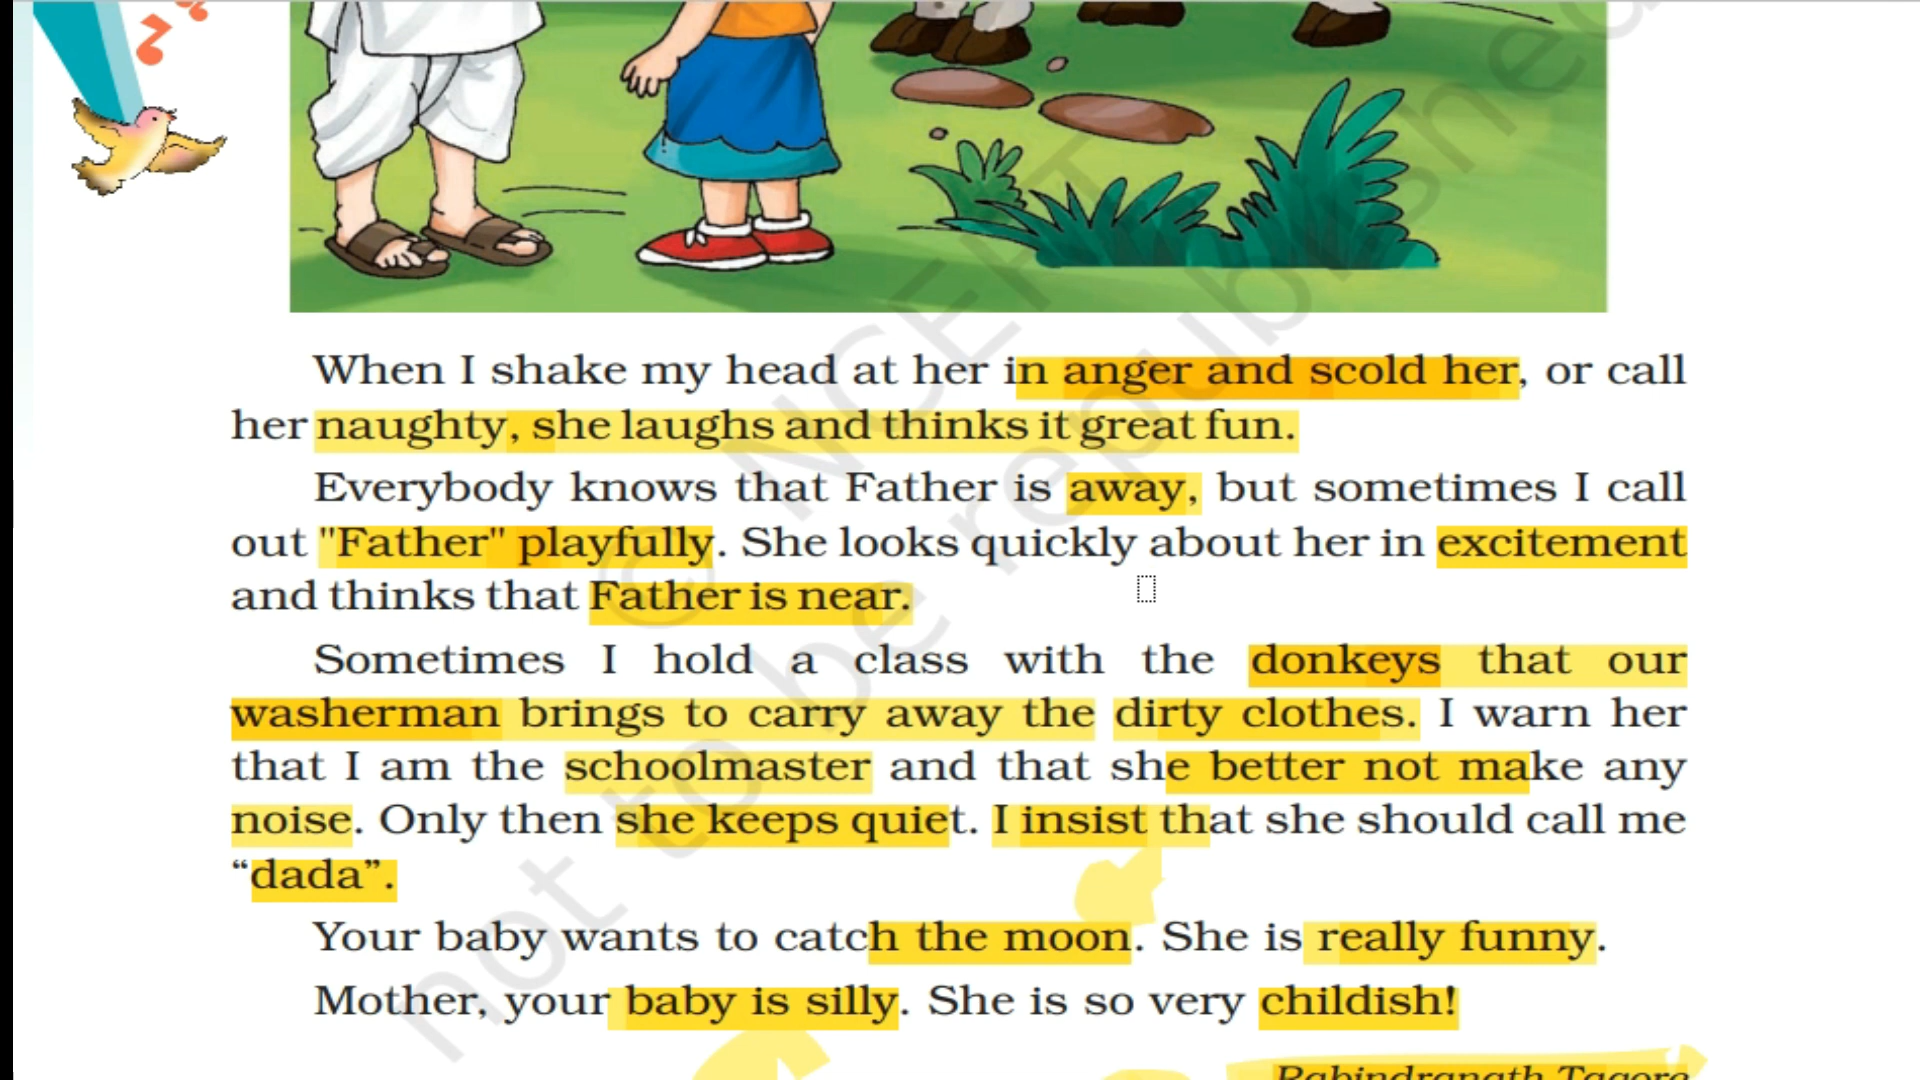 When I shake my head at her in anger and scold her, or call
her naughty, she laughs and thinks it great fun.
Everybody knows that Father is away, but sometimes I call
out "Father" playfully. She looks quickly about her in excitement
and thinks that Father is near.
Sometimes I hold a class with the donkeys that our
washerman brings to carry away the dirty clothes. I warn her
that I am the schoolmaster and that she better not make any
noise. Only then she keeps quiet. I insist that she should call me
“dada”.
Your baby wants to catch the moon. She is really funny.
Mother, your baby is silly. She is so very childish!
Rabindranath Tagore
© NCERT
not to be republished